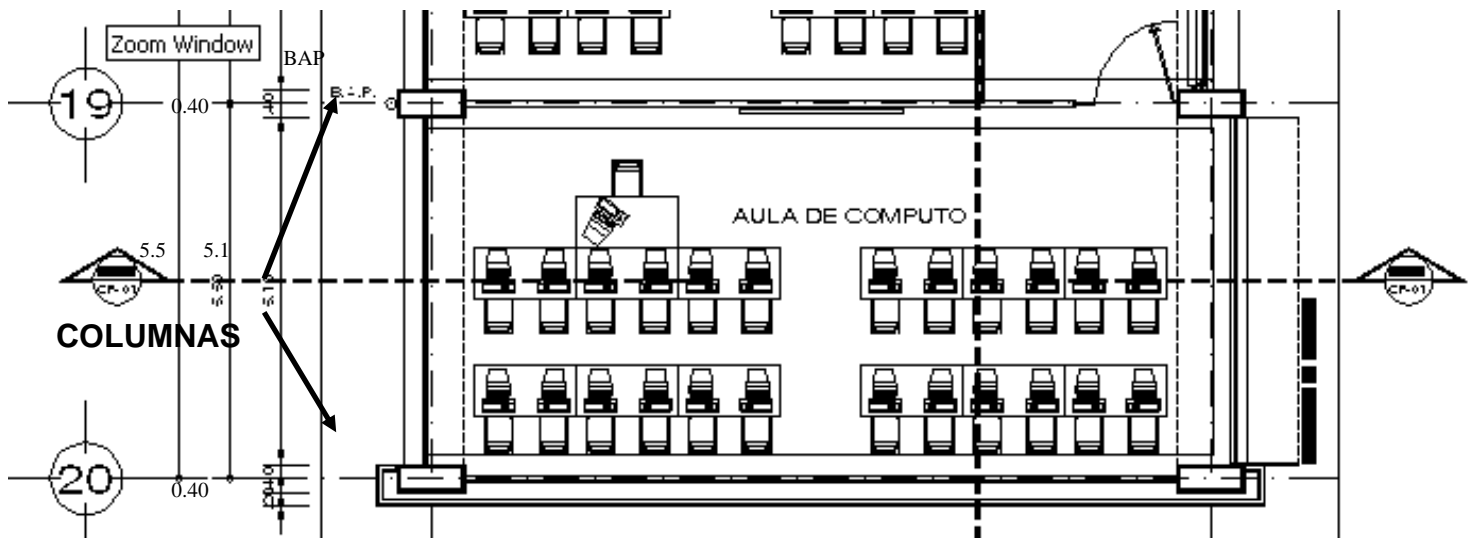 Zoom Window
BAP
B.A.P.
19
0.40
.40
AULA DE COMPUTO
5.5
5.1
CP-01
CP-01
COLUMNAS
20
0.40